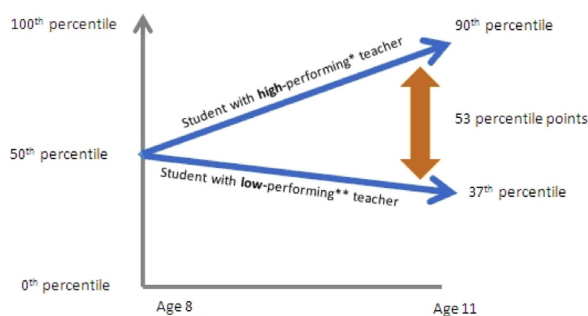 100th percentile
90th percentile
Student with high-performing* teacher
53 percentile points
50th percentile
Student with low-performing** teacher
37th percentile
0th percentile
Age 8
Age 11